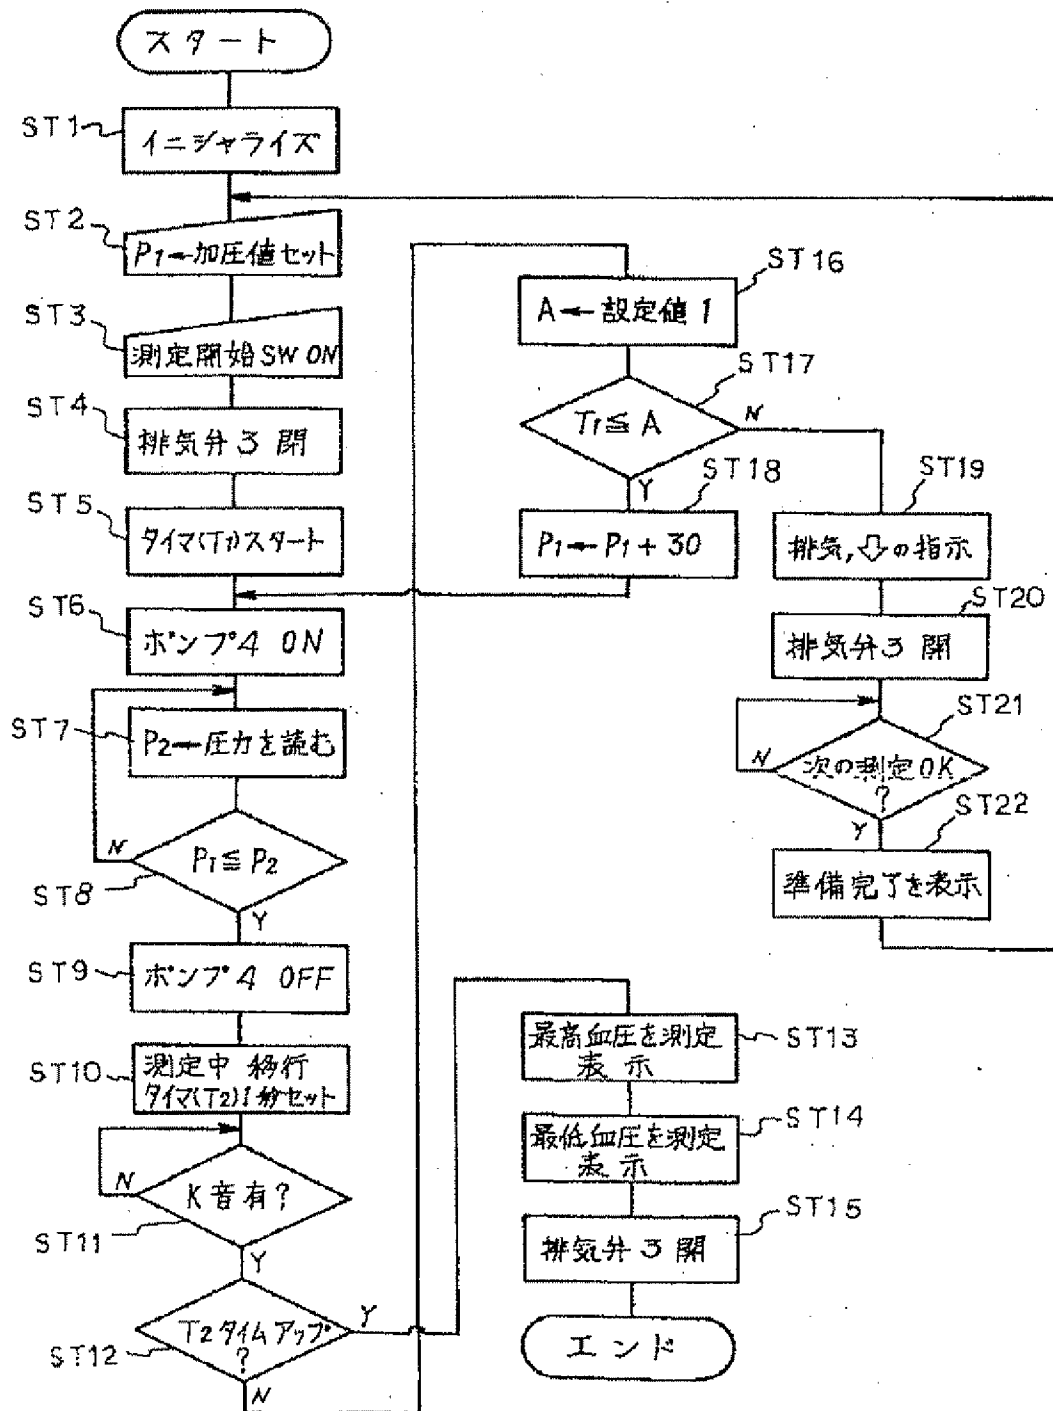 スタート
ST1
イニシャライズ
ST2
P1←加圧値セット
ST3
測定開始SW ON
ST4
排気弁3 閉
ST5
タイマ(T1)スタート
ST6
ポンプ4 ON
ST7
P2←圧力を読む
N
P1≦P2
ST8
Y
ST9
ポンプ4 OFF
ST10
測定中 移行
タイマ(T2)1秒セット
N
K音有?
ST11
Y
T2タイムアップ
?
Y
ST12
N
ST16
A←設定値1
ST17
T1≦A
N
Y
ST18
P1←P1+30
ST19
排気,⇩の指示
ST20
排気弁3 開
ST21
次の測定OK
?
N
Y
ST22
準備完了を表示
最高血圧を測定
表示
ST13
最低血圧を測定
表示
ST14
ST15
排気弁3 開
エンド